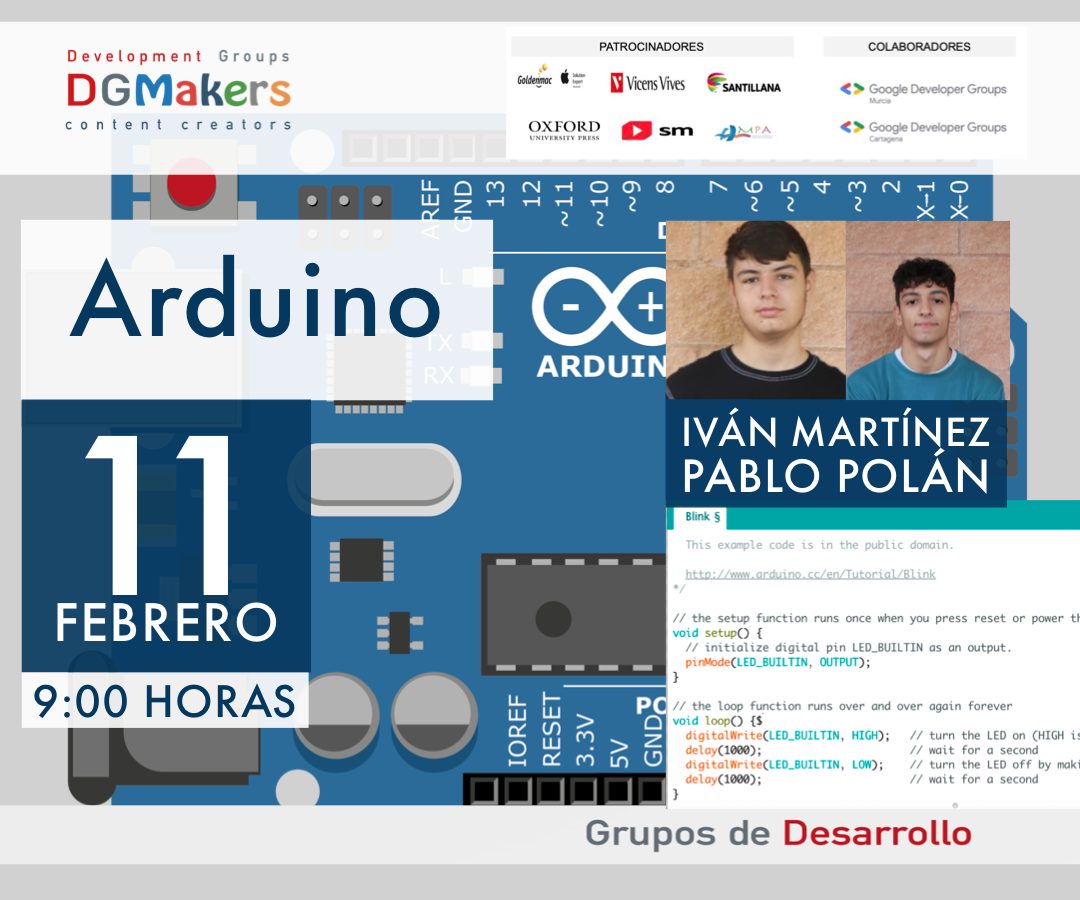 Development Groups
DGMakers
content creators
PATROCINADORES
COLABORADORES
Goldenmac
Solution Expert
Vicens Vives
SANTILLANA
Google Developer Groups
Murcia
OXFORD
UNIVERSITY PRESS
sm
AMPA
Google Developer Groups
Cartagena
AREF
GND
13
12
~11
~10
~9
8
7
~6
~5
4
~3
2
X-1
X-0
D
L
TX
RX
Arduino
ARDUIN
11
FEBRERO
9:00 HORAS
IVÁN MARTÍNEZ
PABLO POLÁN
Blink §
This example code is in the public domain.
http://www.arduino.cc/en/Tutorial/Blink
*/
// the setup function runs once when you press reset or power th
void setup() {
// initialize digital pin LED_BUILTIN as an output.
pinMode(LED_BUILTIN, OUTPUT);
}
// the loop function runs over and over again forever
void loop() {$
digitalWrite(LED_BUILTIN, HIGH); // turn the LED on (HIGH is
delay(1000); // wait for a second
digitalWrite(LED_BUILTIN, LOW); // turn the LED off by maki
delay(1000); // wait for a second
}
PO
IOREF
RESET
3.3V
5V
GND
Grupos de Desarrollo